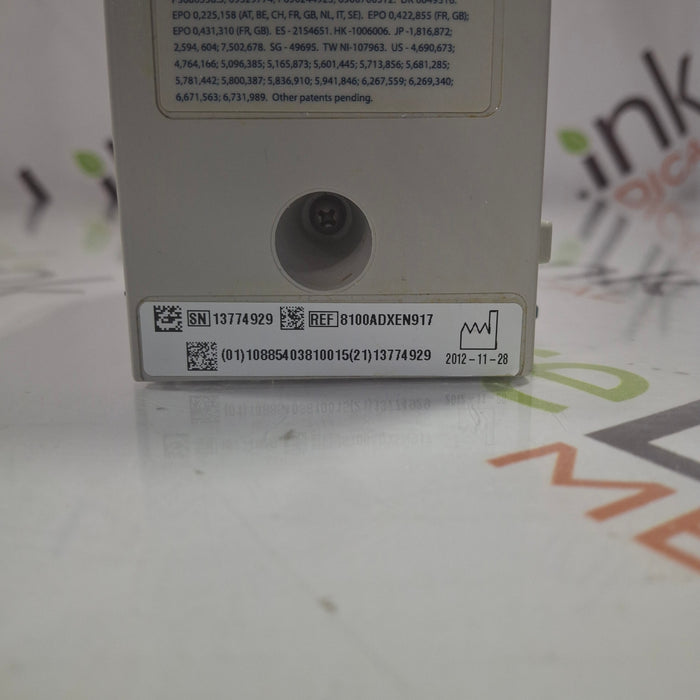 EPO 0,225,158 (AT, BE, CH, FR, GB, NL, IT, SE). EPO 0,422,855 (FR, GB);
EPO 0,431,310 (FR, GB). ES - 2154651. HK -1006006. JP -1,816,872;
2,594, 604; 7,502,678. SG - 49695. TW NI-107963. US - 4,690,673;
4,764,166; 5,096,385; 5,165,873; 5,601,445; 5,713,856; 5,681,285;
5,781,442; 5,800,387; 5,836,910; 5,941,846; 6,267,559; 6,269,340;
6,671,563; 6,731,989. Other patents pending.
ink
SN 13774929 REF 8100ADXEN917
(01)10885403810015(21)13774929 2012-11-28